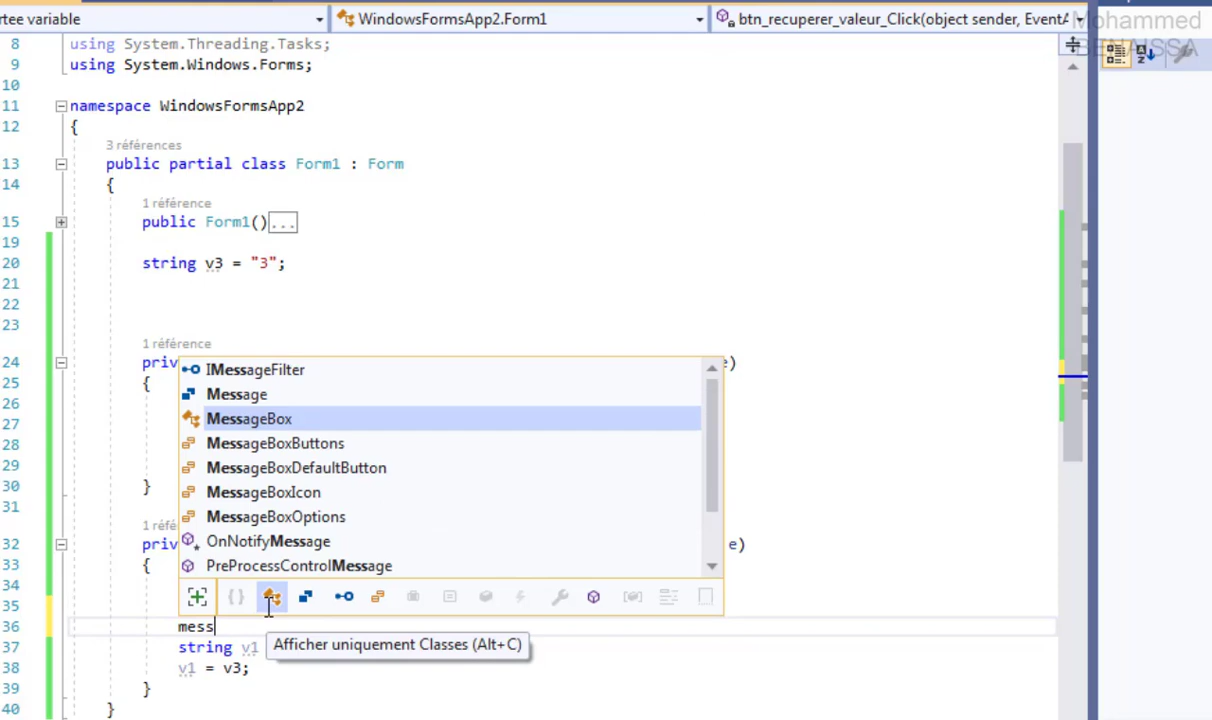 rtee variable
WindowsFormsApp2.Form1
btn_recuperer_valeur_Click(object sender, EventA
Mohammed
BENAISSA
8 using System.Threading.Tasks;
9 using System.Windows.Forms;
10
11 namespace WindowsFormsApp2
12 {
3 références
13 public partial class Form1 : Form
14 {
1 référence
15 public Form1()...
19
20 string v3 = "3";
21
22
23
1 référence
24 priv e)
25 {
26
27
28
29
30 }
31
1 réfé
32 priv e)
33 {
34
35
36 mess
37 string v1
38 v1 = v3;
39 }
40 }
IMessageFilter
Message
MessageBox
MessageBoxButtons
MessageBoxDefaultButton
MessageBoxIcon
MessageBoxOptions
OnNotifyMessage
PreProcessControlMessage
Afficher uniquement Classes (Alt+C)